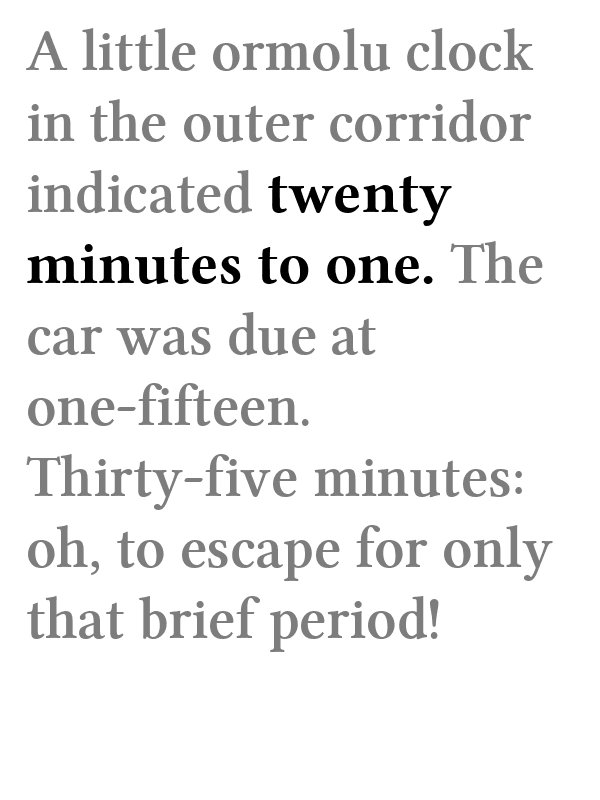 A little ormolu clock
in the outer corridor
indicated twenty
minutes to one. The
car was due at
one-fifteen.
Thirty-five minutes:
oh, to escape for only
that brief period!